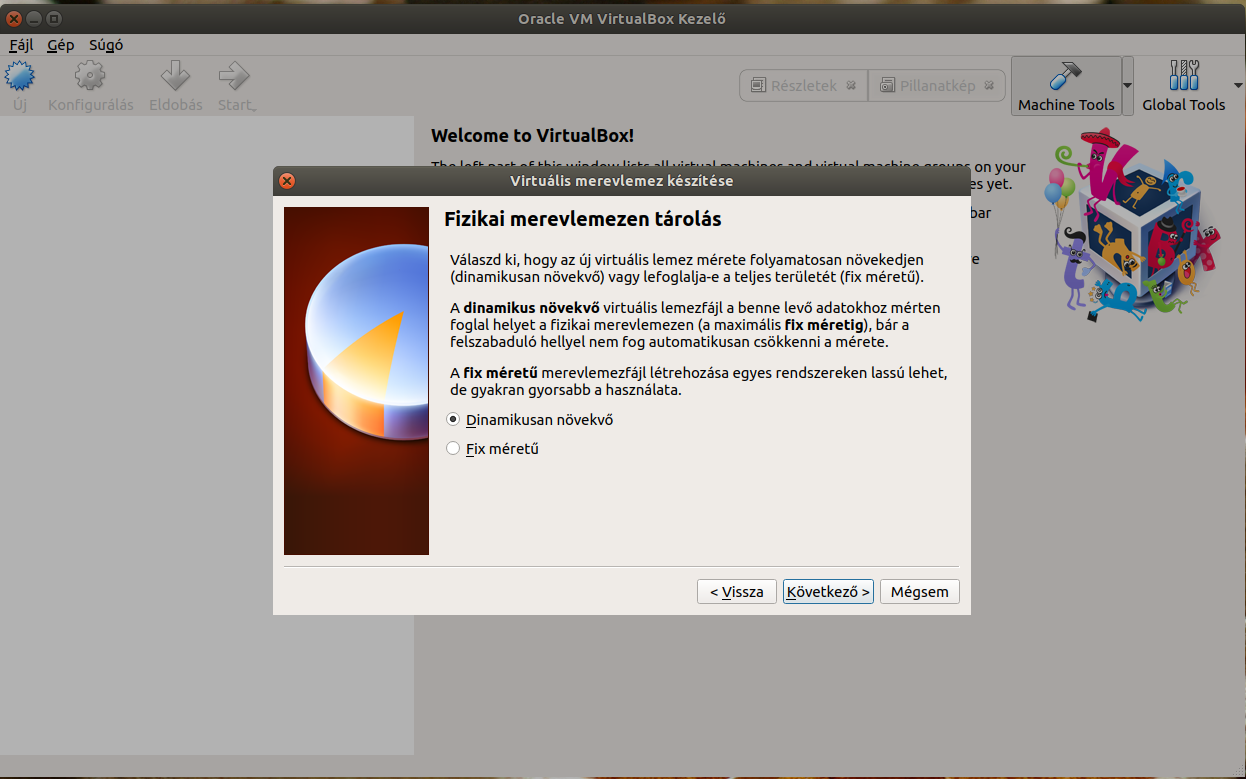 Oracle VM VirtualBox Kezelő
Fájl Gép Súgó
Új Konfigurálás Eldobás Start
Részletek Pillanatkép Machine Tools Global Tools
Welcome to VirtualBox!
The left part of this window lists all virtual machines and virtual machine groups on your
es yet.
bar
re
Virtuális merevlemez készítése
Fizikai merevlemezen tárolás
Válaszd ki, hogy az új virtuális lemez mérete folyamatosan növekedjen
(dinamikusan növekvő) vagy lefoglalja-e a teljes területét (fix méretű).
A dinamikus növekvő virtuális lemezfájl a benne levő adatokhoz mérten
foglal helyet a fizikai merevlemezen (a maximális fix méretig), bár a
felszabaduló hellyel nem fog automatikusan csökkenni a mérete.
A fix méretű merevlemezfájl létrehozása egyes rendszereken lassú lehet,
de gyakran gyorsabb a használata.
Dinamikusan növekvő
Fix méretű
< Vissza Következő > Mégsem